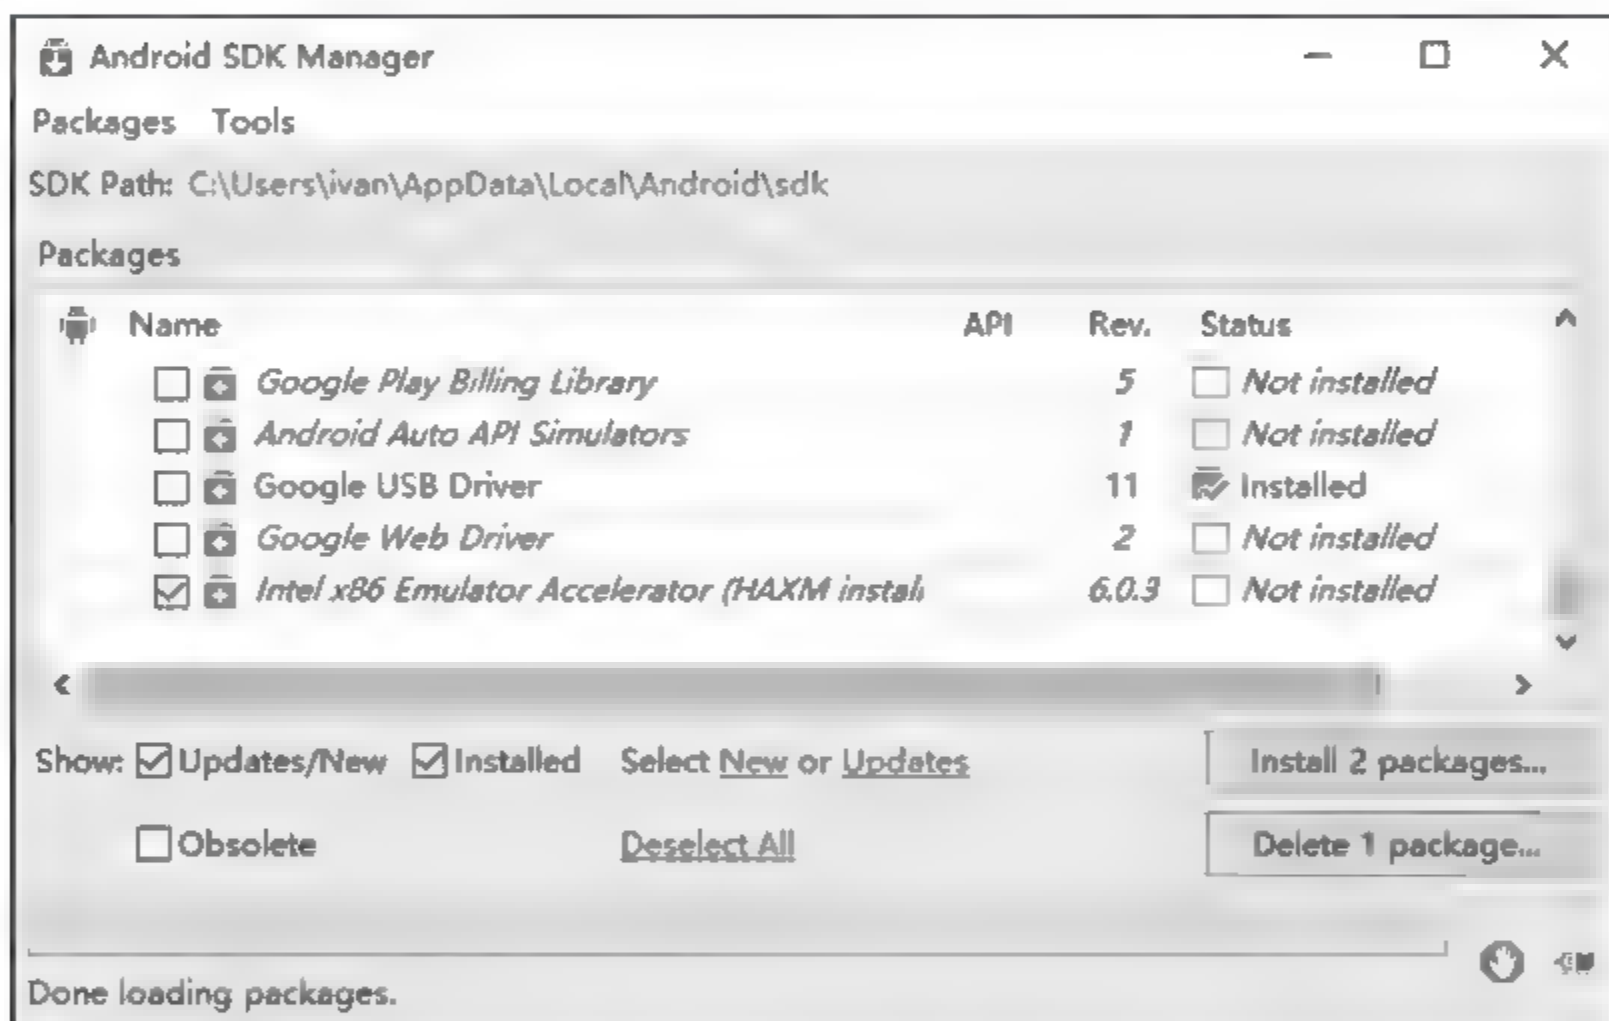 Android SDK Manager
Packages Tools
SDK Path: C:\Users\ivan\AppData\Local\Android\sdk
Packages
Name API Rev. Status
Google Play Billing Library 5 Not installed
Android Auto API Simulators 1 Not installed
Google USB Driver 11 Installed
Google Web Driver 2 Not installed
Intel x86 Emulator Accelerator (HAXM install 6.0.3 Not installed
Show: Updates/New Installed Select New or Updates Install 2 packages...
Obsolete Deselect All Delete 1 package...
Done loading packages.